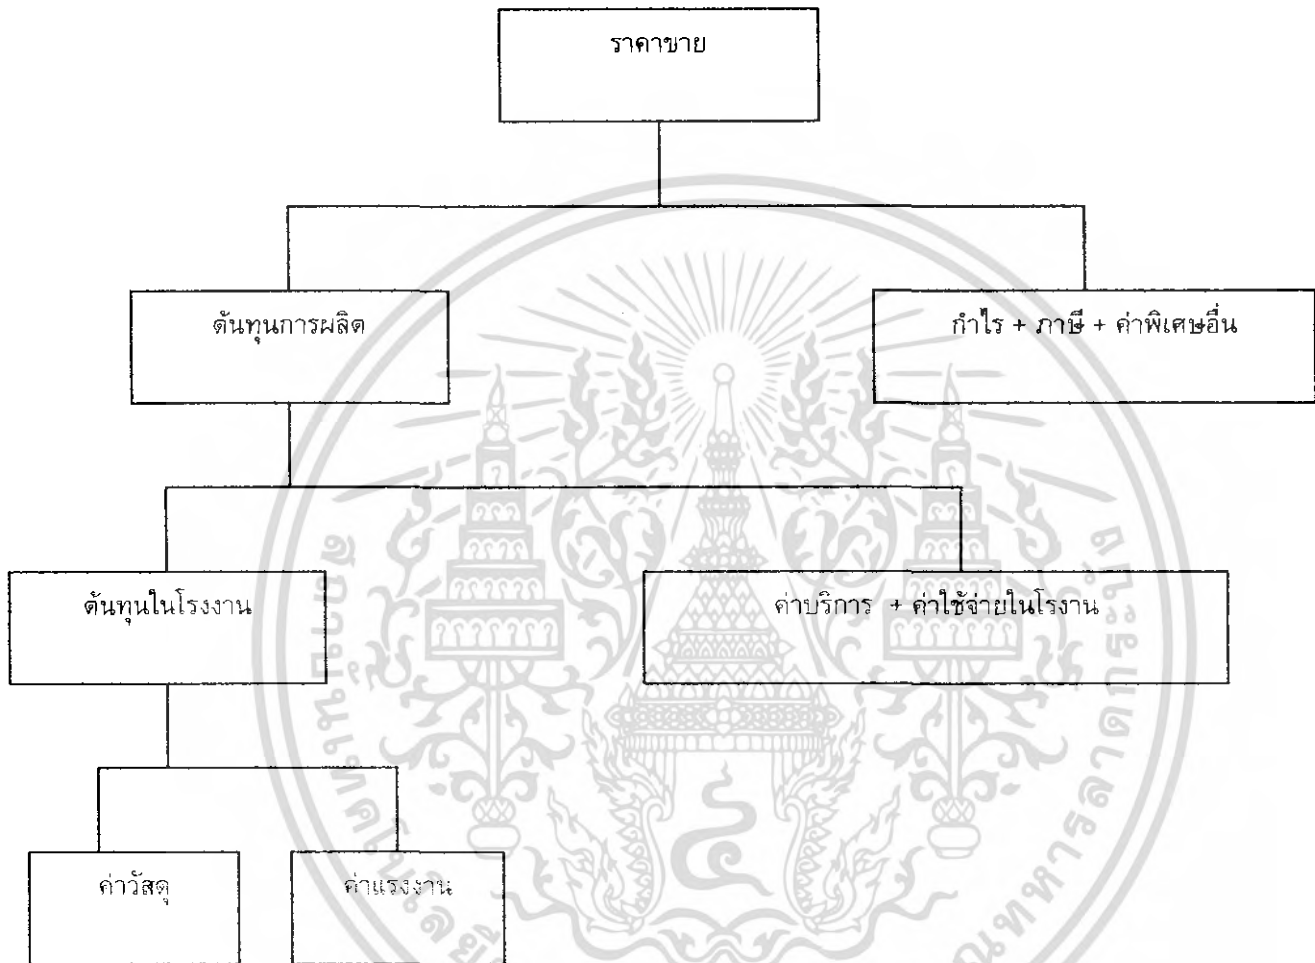 ราคาขาย
ต้นทุนการผลิต
กำไร + ภาษี + ค่าพิเศษอื่น
ต้นทุนในโรงงาน
ค่าบริการ + ค่าใช้จ่ายในโรงาน
ค่าวัสดุ
ค่าแรงงาน